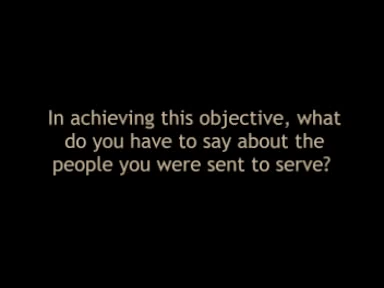 In achieving this objective, what
do you have to say about the
people you were sent to serve?